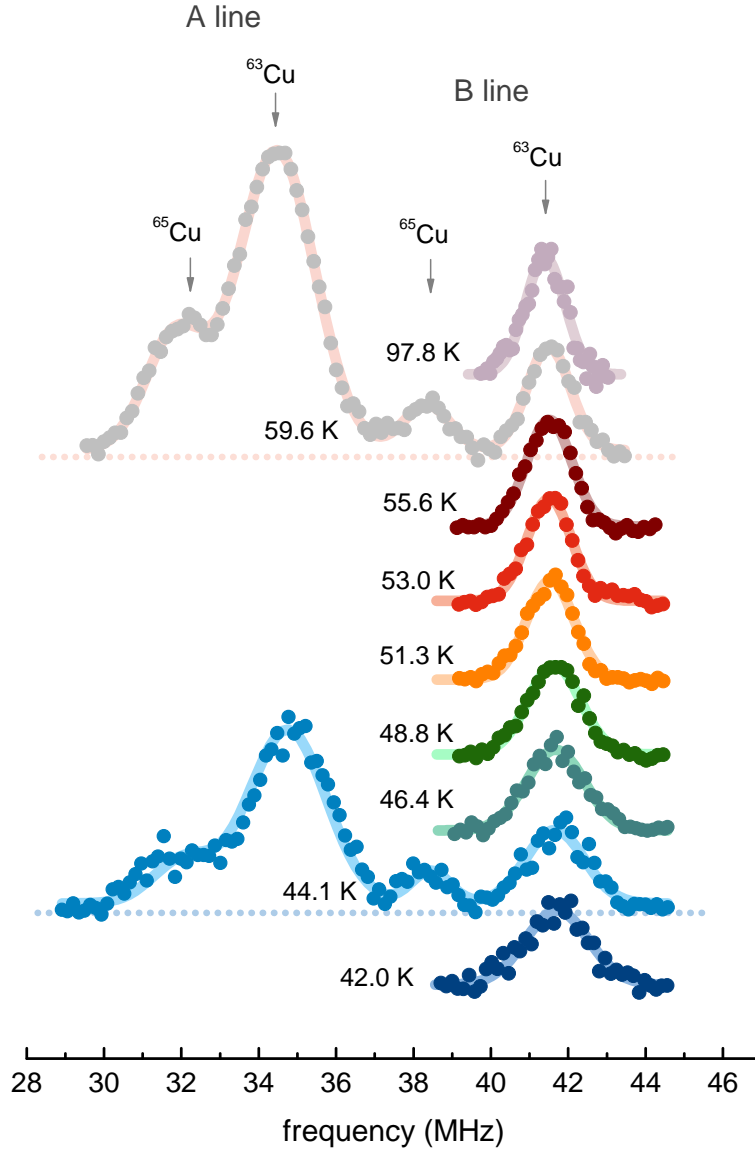 A line
⁶³Cu
B line
⁶³Cu
⁶⁵Cu
⁶⁵Cu
97.8 K
59.6 K
55.6 K
53.0 K
51.3 K
48.8 K
46.4 K
44.1 K
42.0 K
28 30 32 34 36 38 40 42 44 46
frequency (MHz)